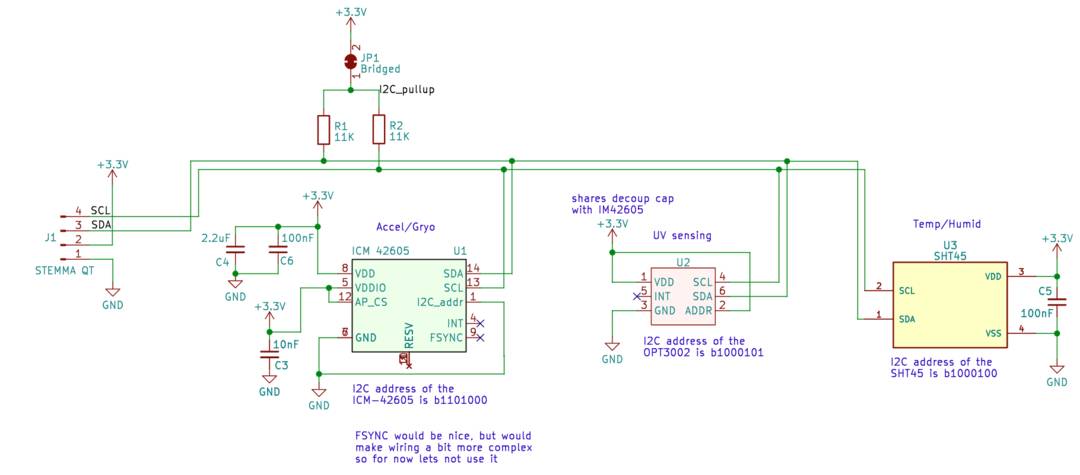 +3.3V
2
JP1
Bridged
1
I2C_pullup
R1
11K
R2
11K
+3.3V
4 SCL
3 SDA
J1
2
1
STEMMA QT
GND
+3.3V
2.2uF
C4
100nF
C6
GND
Accel/Gryo
ICM 42605
U1
8 VDD
5 VDDIO
12 AP_CS
GND
SDA 14
SCL 13
I2C_addr 1
INT 4
FSYNC 9
RESV
+3.3V
10nF
C3
GND
GND
I2C address of the
ICM-42605 is b1101000
FSYNC would be nice, but would
make wiring a bit more complex
so for now lets not use it
shares decoup cap
with IM42605
+3.3V
UV sensing
U2
1 VDD
5 INT
3 GND
SCL 4
SDA 6
ADDR 2
GND
I2C address of the
OPT3002 is b1000101
Temp/Humid
U3
SHT45
2 SCL
1 SDA
VDD 3
VSS 4
+3.3V
C5
100nF
GND
I2C address of the
SHT45 is b1000100